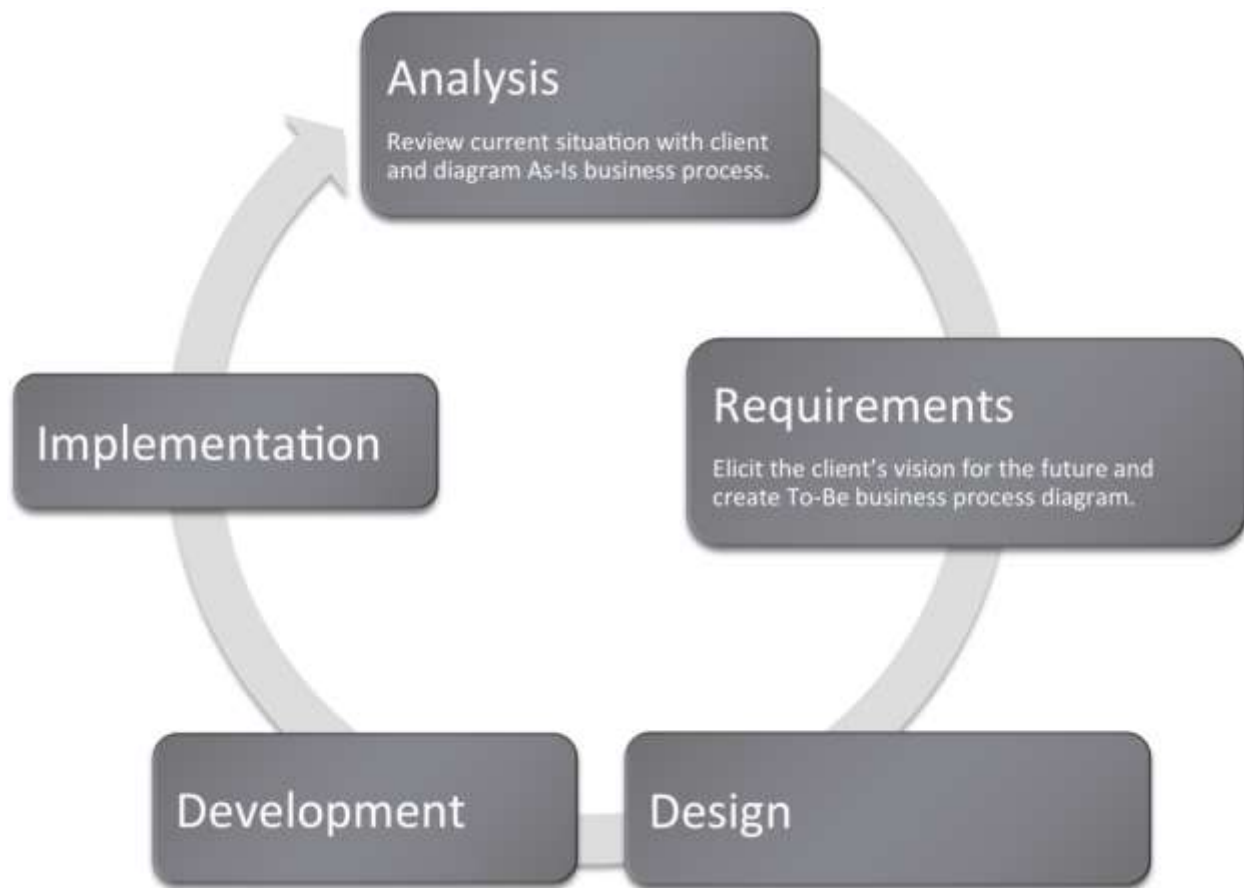 Analysis
Review current situation with client
and diagram As-Is business process.
Requirements
Elicit the client's vision for the future and
create To-Be business process diagram.
Design
Development
Implementation